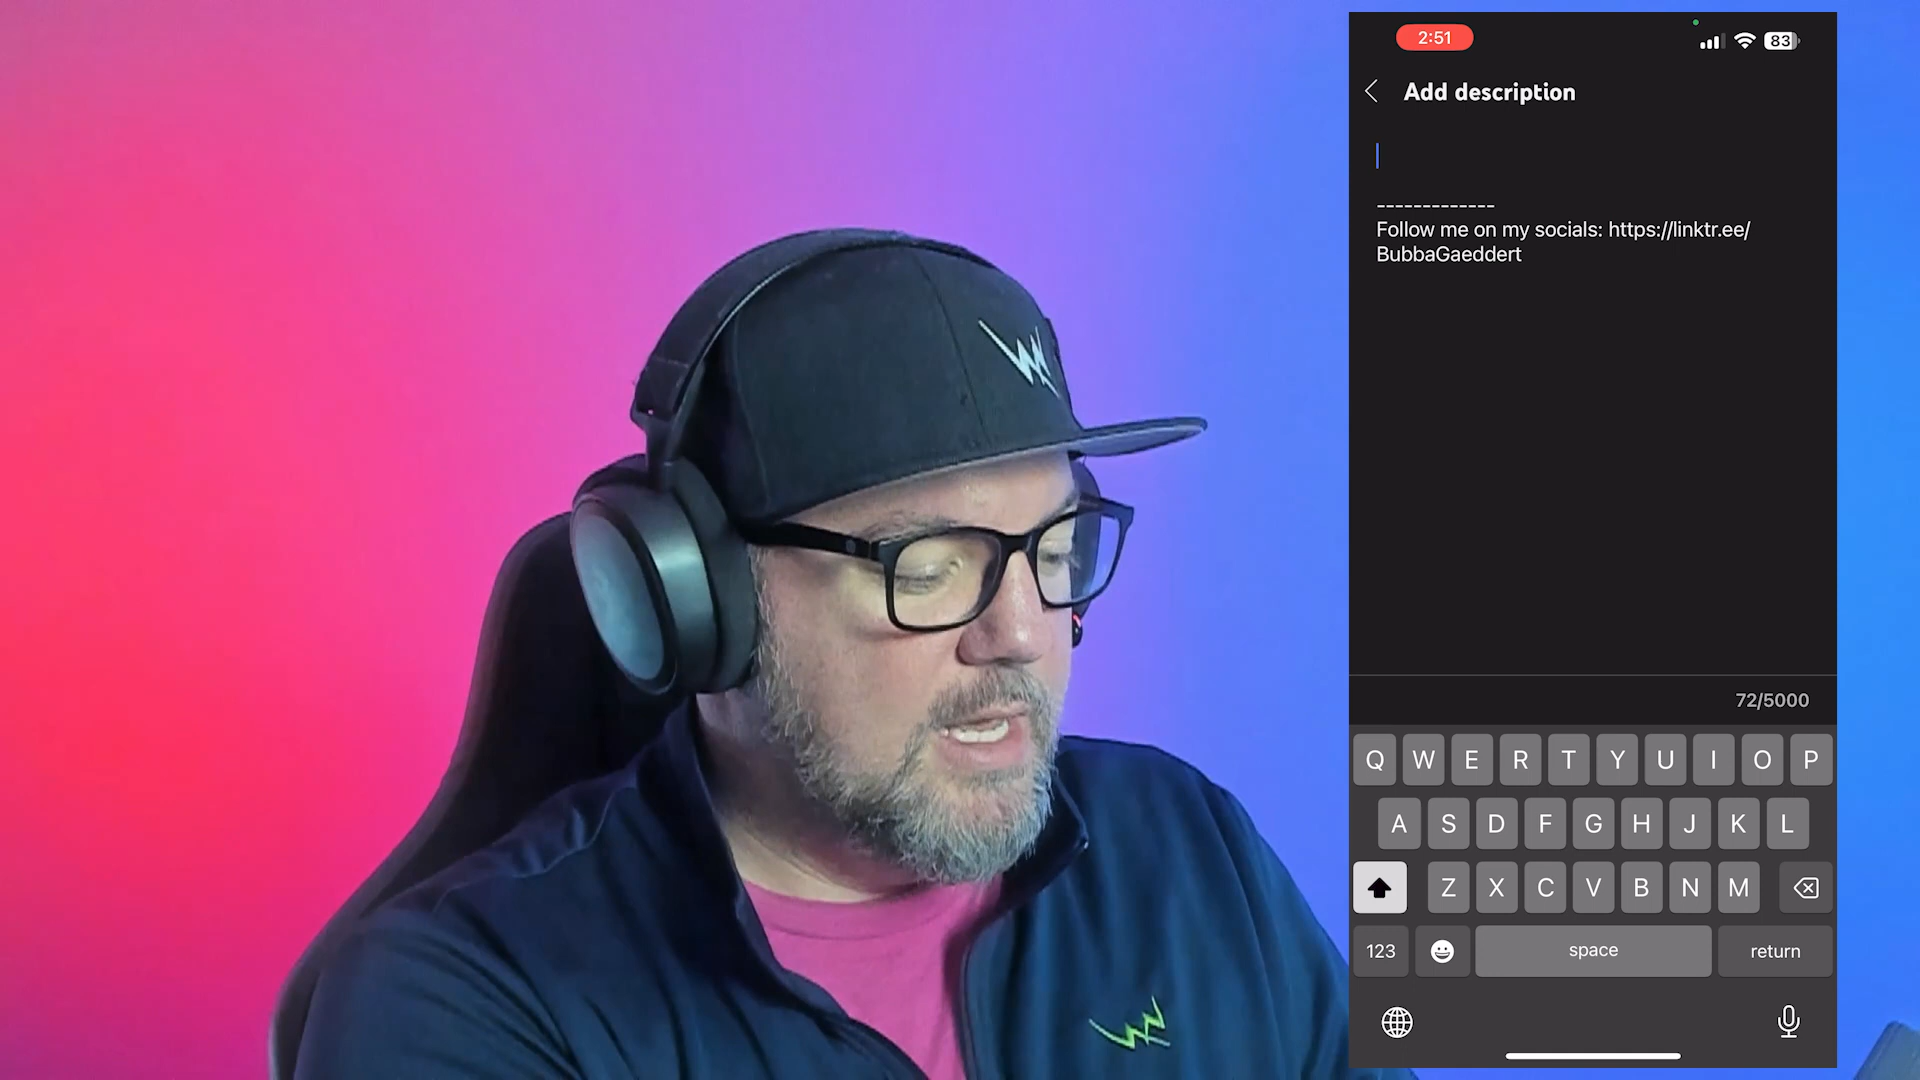 2:51
83
Add description
-------------
Follow me on my socials: https://linktr.ee/
BubbaGaeddert
72/5000
Q W E R T Y U I O P
A S D F G H J K L
Z X C V B N M
123
space
return